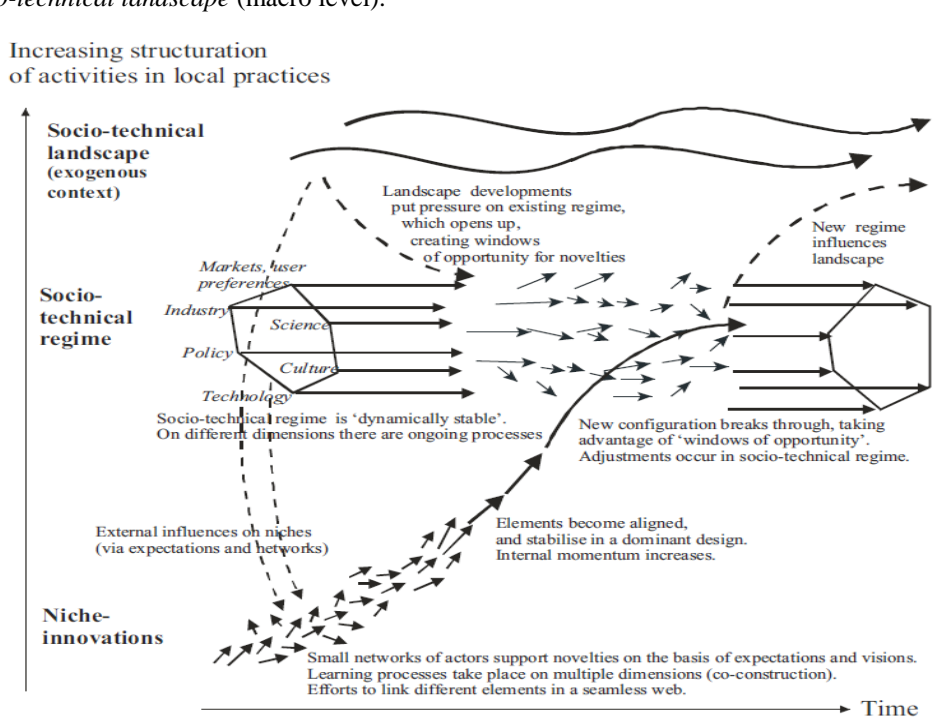 socio-technical landscape (macro level).
Increasing structuration
of activities in local practices
Socio-technical
landscape
(exogenous
context)
Landscape developments
put pressure on existing regime,
which opens up,
creating windows
of opportunity for novelties
New regime
influences
landscape
Markets, user
preferences
Industry
Science
Policy
Culture
Technology
Socio-
technical
regime
Socio-technical regime is ‘dynamically stable’.
On different dimensions there are ongoing processes
New configuration breaks through, taking
advantage of ‘windows of opportunity’.
Adjustments occur in socio-technical regime.
External influences on niches
(via expectations and networks)
Elements become aligned,
and stabilise in a dominant design.
Internal momentum increases.
Niche-
innovations
Small networks of actors support novelties on the basis of expectations and visions.
Learning processes take place on multiple dimensions (co-construction).
Efforts to link different elements in a seamless web.
Time